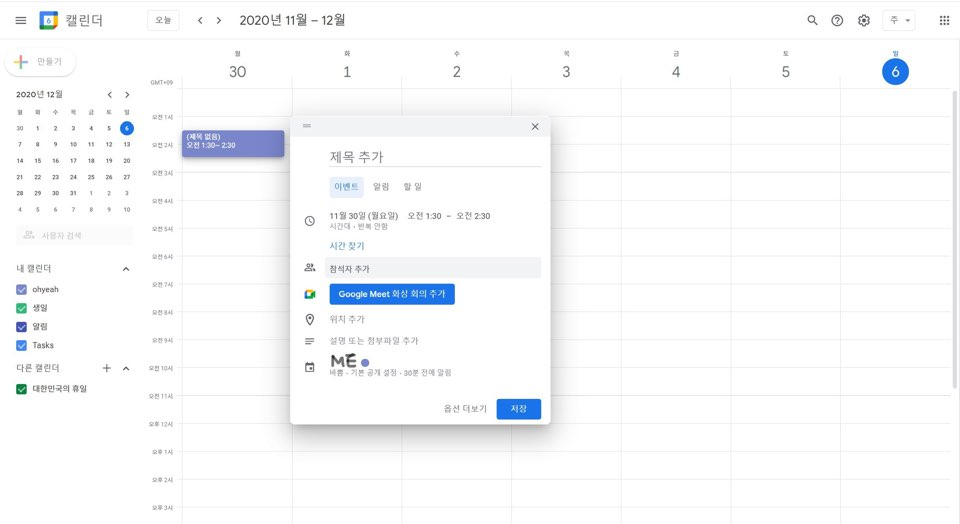 캘린더
오늘
2020년 11월 – 12월
주
만들기
2020년 12월
월 화 수 목 금 토 일
30 1 2 3 4 5 6
7 8 9 10 11 12 13
14 15 16 17 18 19 20
21 22 23 24 25 26 27
28 29 30 31 1 2 3
4 5 6 7 8 9 10
사용자 검색
내 캘린더
ohyeah
생일
알림
Tasks
다른 캘린더
대한민국의 휴일
월 화 수 목 금 토 일
30 1 2 3 4 5 6
GMT+09
오전 1시
오전 2시
오전 3시
오전 4시
오전 5시
오전 6시
오전 7시
오전 8시
오전 9시
오전 10시
오전 11시
오후 12시
오후 1시
오후 2시
오후 3시
(제목 없음)
오전 1:30~ 2:30
제목 추가
이벤트 알림 할 일
11월 30일 (월요일) 오전 1:30 – 오전 2:30
시간대 • 반복 안함
시간 찾기
참석자 추가
Google Meet 화상 회의 추가
위치 추가
설명 또는 첨부파일 추가
ME
바쁨 • 기본 공개 설정 • 30분 전에 알림
옵션 더보기
저장